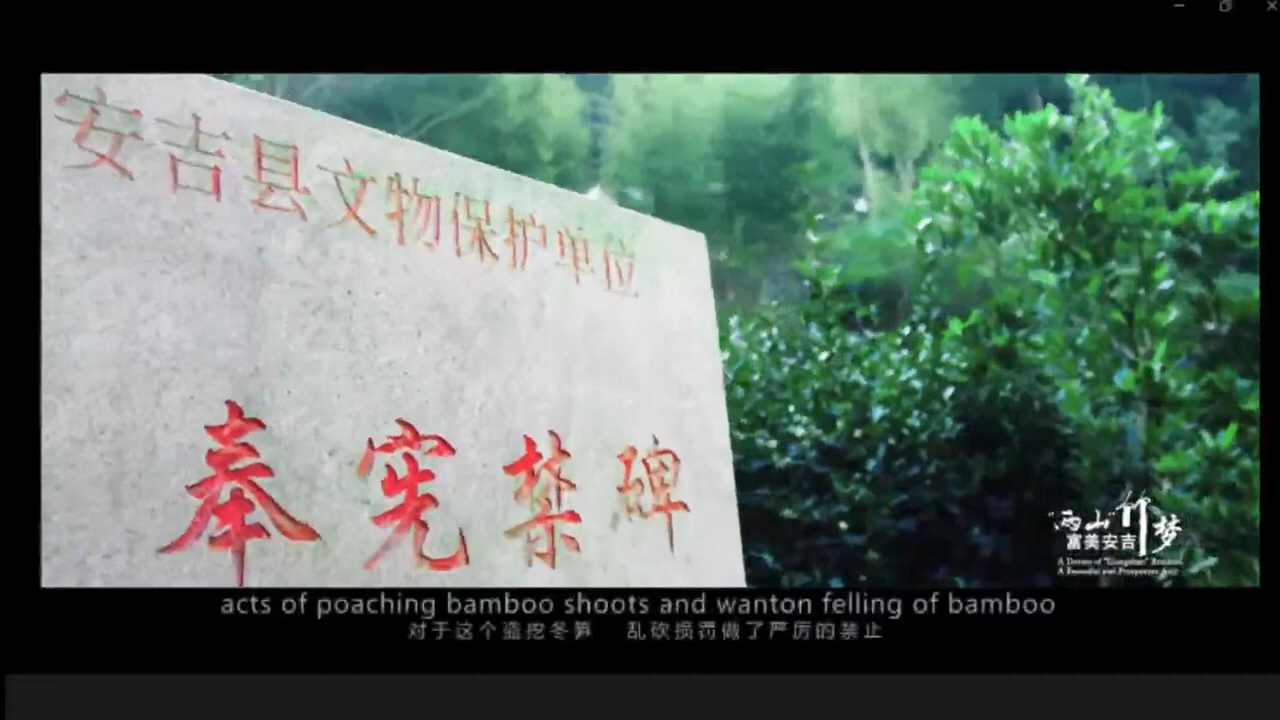 安吉县文物保护单位
奉宪禁碑
"两山"竹梦
富美安吉
acts of poaching bamboo shoots and wanton felling of bamboo
对于这个盗挖冬笋 乱砍损罚做了严厉的禁止